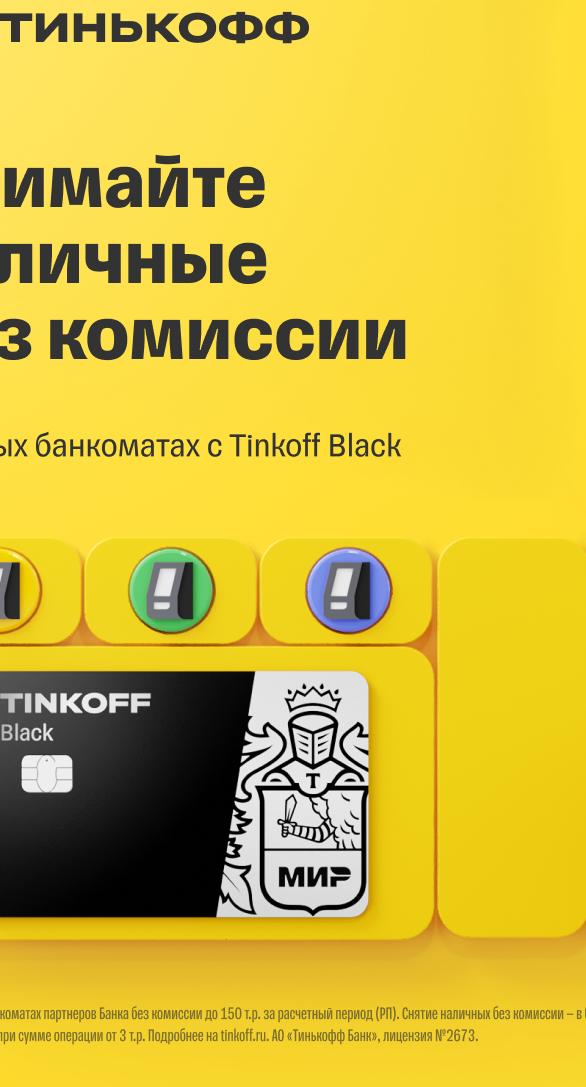 ТИНЬКОФФ
имайте
личные
з комиссии
ых банкоматах с Tinkoff Black
TINKOFF
Black
Т
МИР
коматах партнеров Банка без комиссии до 150 т.р. за расчетный период (РП). Снятие наличных без комиссии – в
при сумме операции от 3 т.р. Подробнее на tinkoff.ru. АО «Тинькофф Банк», лицензия №2673.